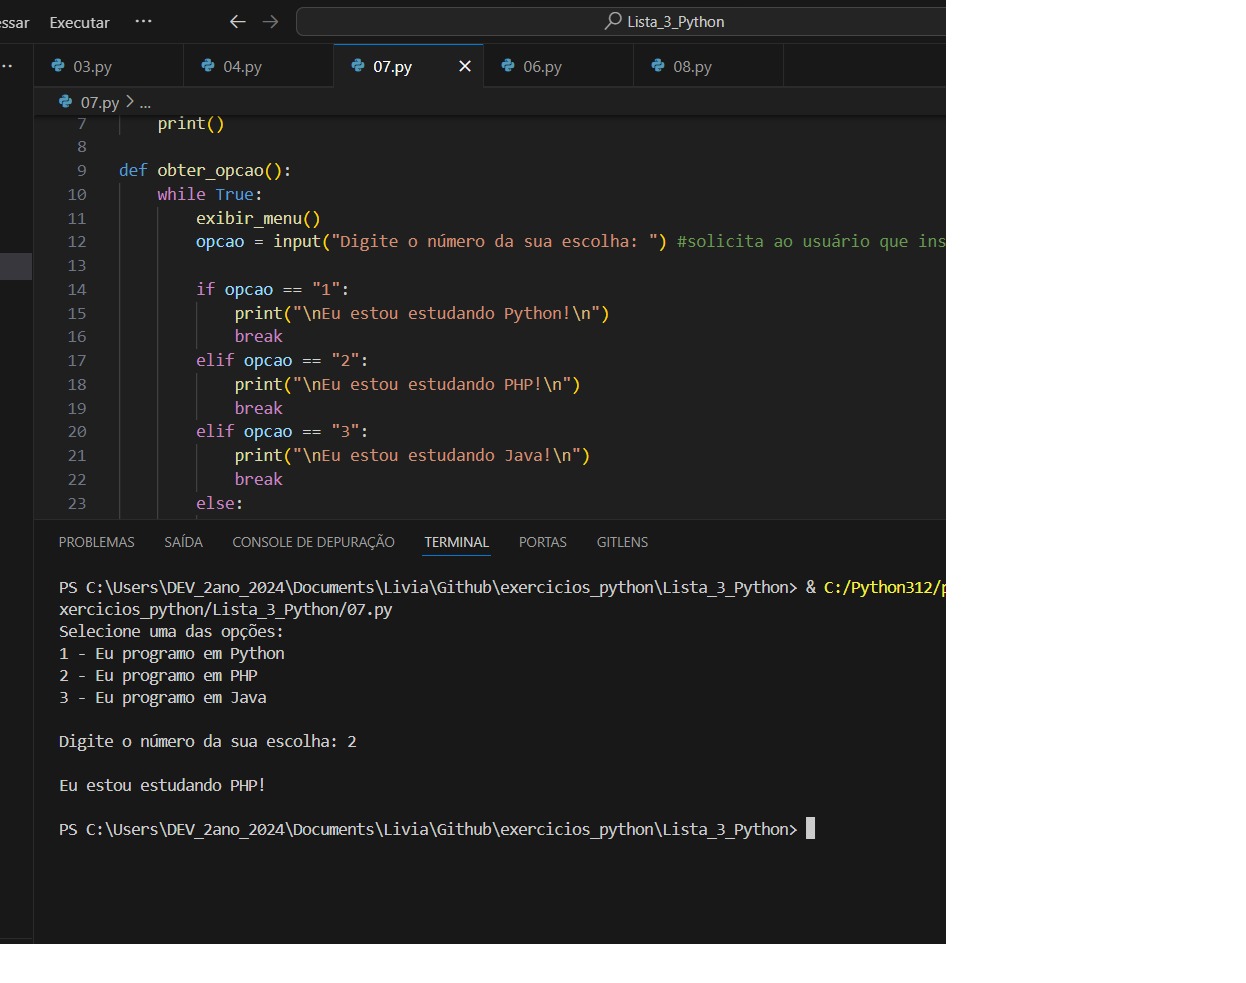 Executar ...
Lista_3_Python
03.py 04.py 07.py 06.py 08.py
07.py > ...
7 print()
8
9 def obter_opcao():
10 while True:
11 exibir_menu()
12 opcao = input("Digite o número da sua escolha: ") #solicita ao usuário que
13
14 if opcao == "1":
15 print("\nEu estou estudando Python!\n")
16 break
17 elif opcao == "2":
18 print("\nEu estou estudando PHP!\n")
19 break
20 elif opcao == "3":
21 print("\nEu estou estudando Java!\n")
22 break
23 else:
PROBLEMAS SAÍDA CONSOLE DE DEPURAÇÃO TERMINAL PORTAS GITLENS
PS C:\Users\DEV_2ano_2024\Documents\Livia\Github\exercicios_python\Lista_3_Python> & C:/Python312/
xercicios_python/Lista_3_Python/07.py
Selecione uma das opções:
1 - Eu programo em Python
2 - Eu programo em PHP
3 - Eu programo em Java
Digite o número da sua escolha: 2
Eu estou estudando PHP!
PS C:\Users\DEV_2ano_2024\Documents\Livia\Github\exercicios_python\Lista_3_Python>